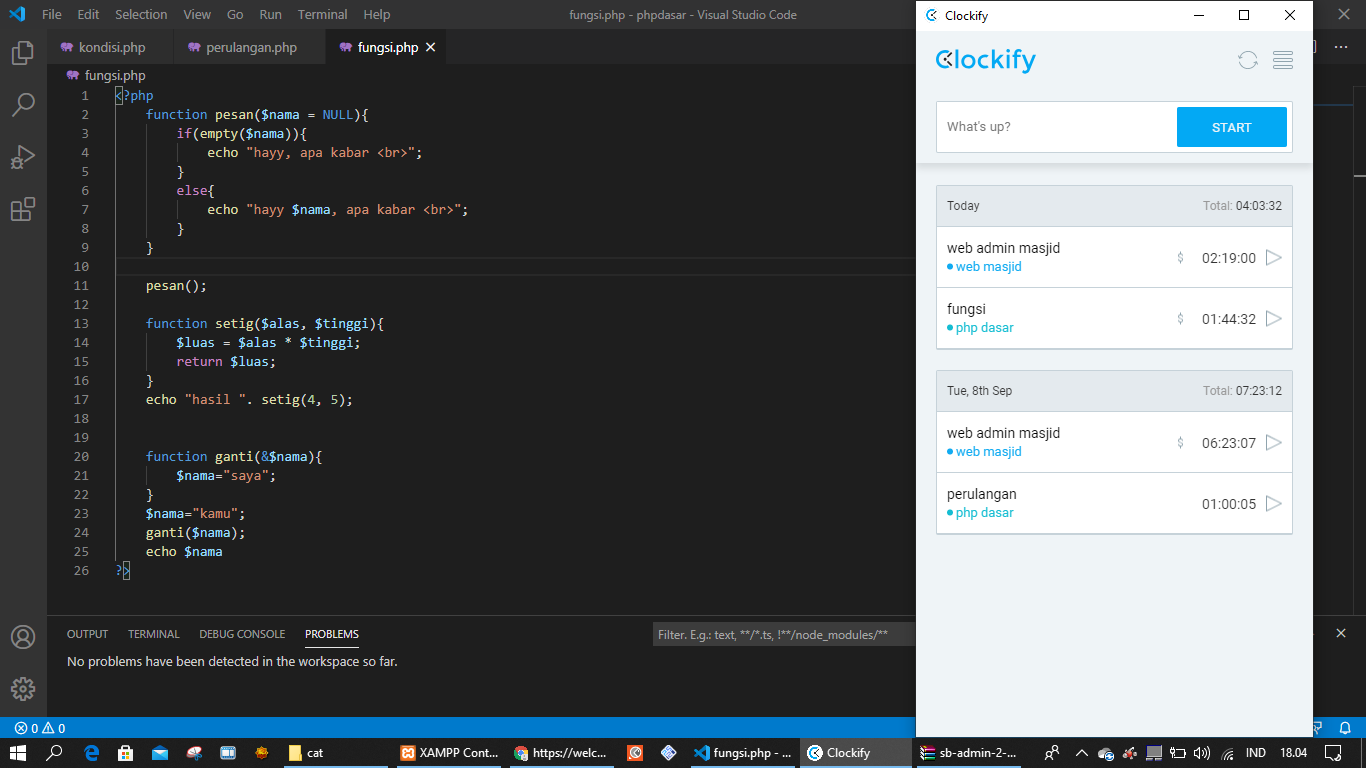 File Edit Selection View Go Run Terminal Help
fungsi.php - phpdasar - Visual Studio Code
kondisi.php
perulangan.php
fungsi.php
fungsi.php
1 <?php
2 function pesan($nama = NULL){
3 if(empty($nama)){
4 echo "hayy, apa kabar <br>";
5 }
6 else{
7 echo "hayy $nama, apa kabar <br>";
8 }
9 }
10
11 pesan();
12
13 function setig($alas, $tinggi){
14 $luas = $alas * $tinggi;
15 return $luas;
16 }
17 echo "hasil ". setig(4, 5);
18
19
20 function ganti(&$nama){
21 $nama="saya";
22 }
23 $nama="kamu";
24 ganti($nama);
25 echo $nama
26 ?>
OUTPUT TERMINAL DEBUG CONSOLE PROBLEMS
Filter. E.g.: text, **/*.ts, !**/node_modules/**
No problems have been detected in the workspace so far.
0 0
Clockify
Clockify
What's up?
START
Today Total: 04:03:32
web admin masjid
web masjid
$ 02:19:00
fungsi
php dasar
$ 01:44:32
Tue, 8th Sep Total: 07:23:12
web admin masjid
web masjid
$ 06:23:07
perulangan
php dasar
01:00:05
cat
XAMPP Cont...
https://welc...
fungsi.php - ...
Clockify
sb-admin-2-...
IND
18.04